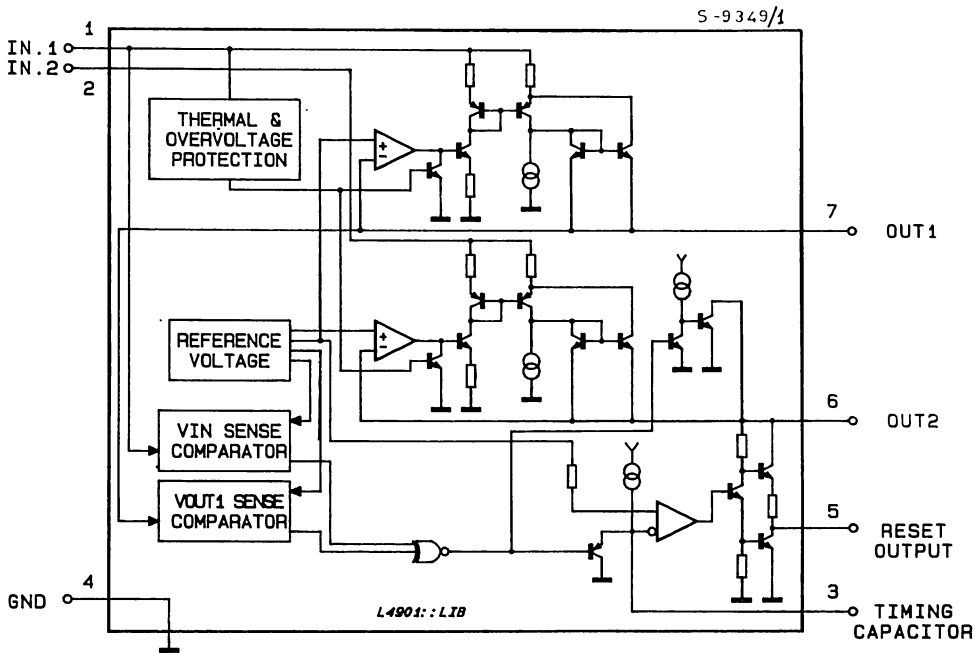 S-9349/1
1
IN.1
IN.2
2
THERMAL &
OVERVOLTAGE
PROTECTION
+
-
7
OUT1
REFERENCE
VOLTAGE
+
-
6
OUT2
VIN SENSE
COMPARATOR
VOUT1 SENSE
COMPARATOR
5
RESET
OUTPUT
4
GND
L4901::LIB
3
TIMING
CAPACITOR